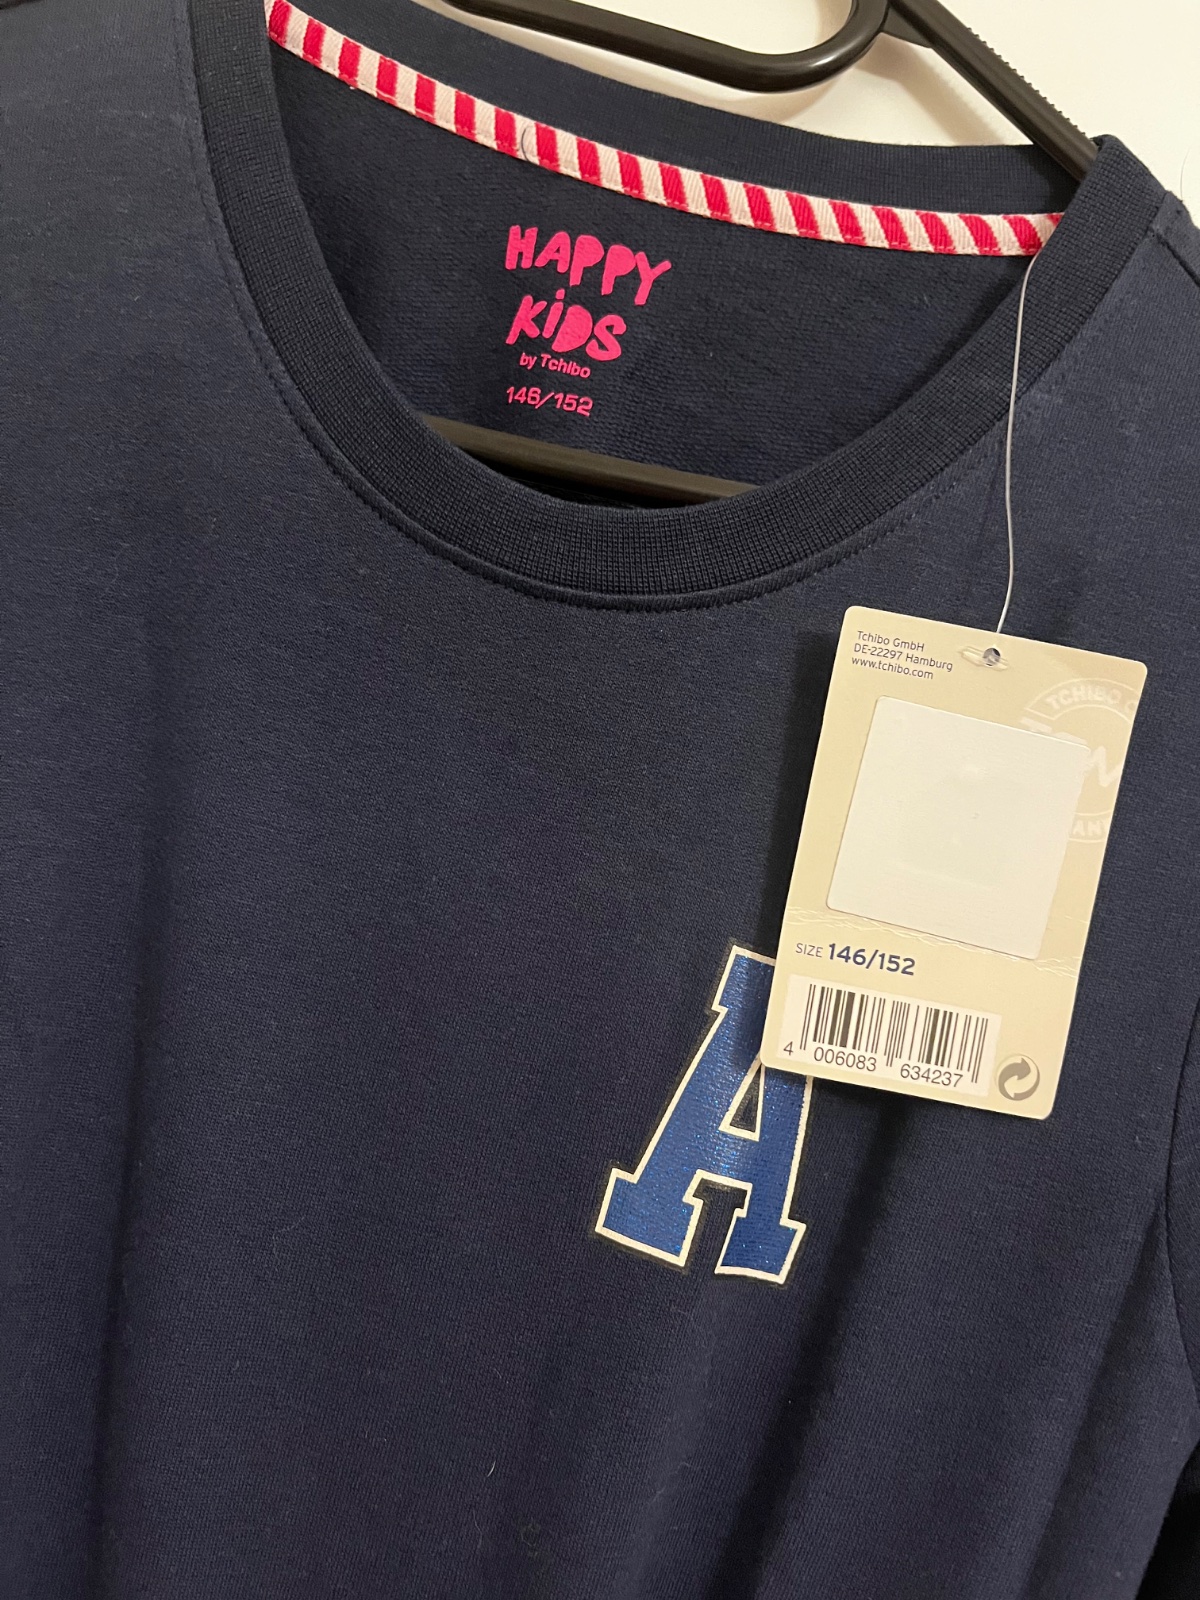 HAPPY
KiDS
by Tchibo
146/152
Tchibo GmbH
DE-22297 Hamburg
www.tchibo.com
TCHIBO
SIZE 146/152
4 006083 634237
A